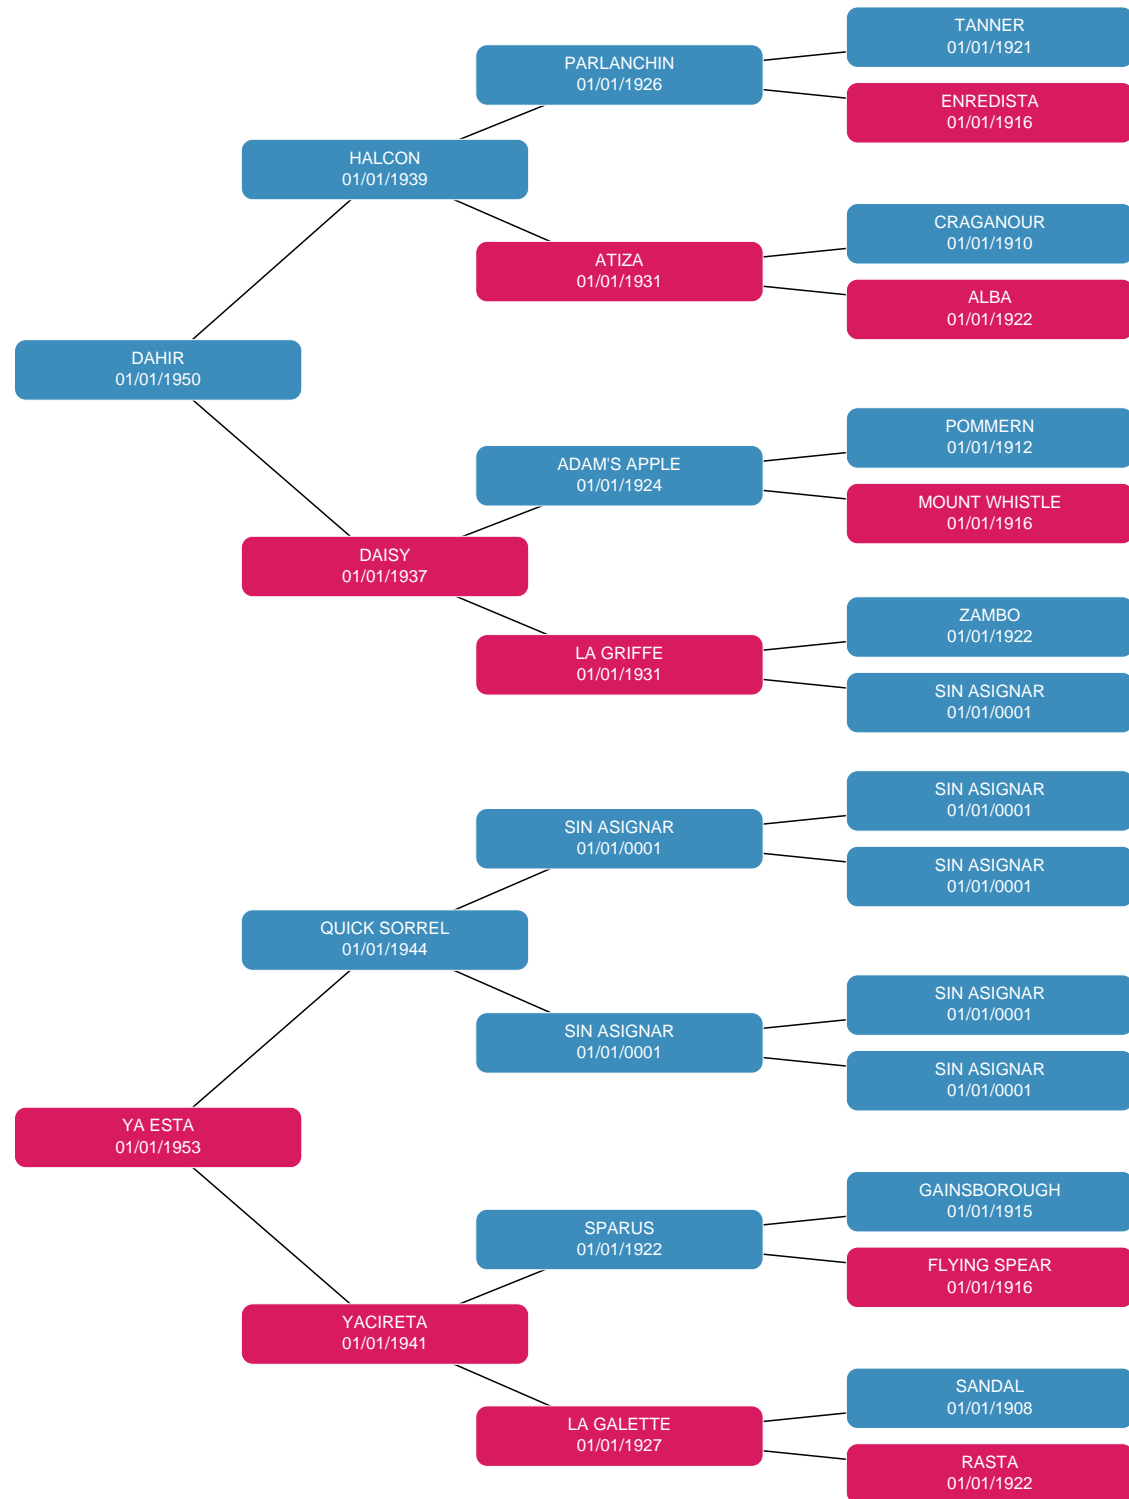 TANNER
01/01/1921
PARLANCHIN
01/01/1926
ENREDISTA
01/01/1916
HALCON
01/01/1939
CRAGANOUR
01/01/1910
ATIZA
01/01/1931
ALBA
01/01/1922
DAHIR
01/01/1950
POMMERN
01/01/1912
ADAM'S APPLE
01/01/1924
MOUNT WHISTLE
01/01/1916
DAISY
01/01/1937
ZAMBO
01/01/1922
LA GRIFFE
01/01/1931
SIN ASIGNAR
01/01/0001
SIN ASIGNAR
01/01/0001
SIN ASIGNAR
01/01/0001
SIN ASIGNAR
01/01/0001
QUICK SORREL
01/01/1944
SIN ASIGNAR
01/01/0001
SIN ASIGNAR
01/01/0001
SIN ASIGNAR
01/01/0001
YA ESTA
01/01/1953
GAINSBOROUGH
01/01/1915
SPARUS
01/01/1922
FLYING SPEAR
01/01/1916
YACIRETA
01/01/1941
SANDAL
01/01/1908
LA GALETTE
01/01/1927
RASTA
01/01/1922